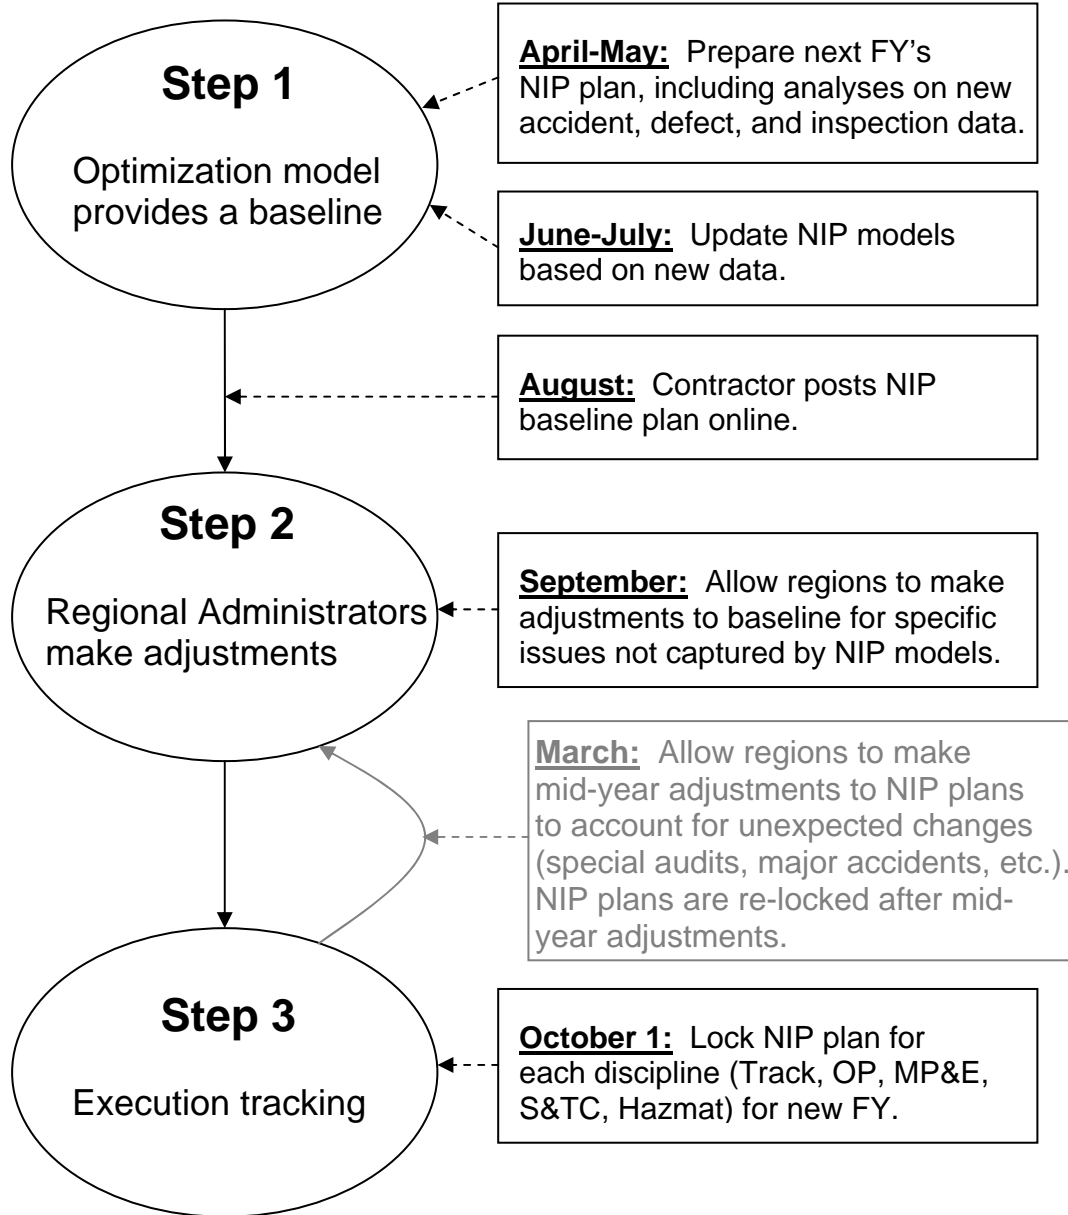 Step 1
Optimization model
provides a baseline
April-May: Prepare next FY’s
NIP plan, including analyses on new
accident, defect, and inspection data.
June-July: Update NIP models
based on new data.
August: Contractor posts NIP
baseline plan online.
Step 2
Regional Administrators
make adjustments
September: Allow regions to make
adjustments to baseline for specific
issues not captured by NIP models.
March: Allow regions to make
mid-year adjustments to NIP plans
to account for unexpected changes
(special audits, major accidents, etc.).
NIP plans are re-locked after mid-
year adjustments.
Step 3
Execution tracking
October 1: Lock NIP plan for
each discipline (Track, OP, MP&E,
S&TC, Hazmat) for new FY.